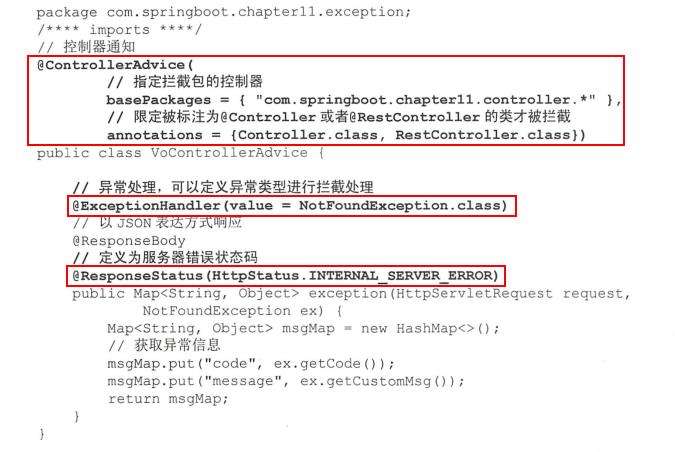 package com.springboot.chapter11.exception;
/**** imports ****/
// 控制器通知
@ControllerAdvice(
        // 指定拦截包的控制器
        basePackages = { "com.springboot.chapter11.controller.*" },
        // 限定被标注为@Controller 或者@RestController 的类才被拦截
        annotations = {Controller.class, RestController.class})
public class VoControllerAdvice {
    // 异常处理，可以定义异常类型进行拦截处理
    @ExceptionHandler(value = NotFoundException.class)
    // 以 JSON 表达方式响应
    @ResponseBody
    // 定义为服务器错误状态码
    @ResponseStatus(HttpStatus.INTERNAL_SERVER_ERROR)
    public Map<String, Object> exception(HttpServletRequest request,
            NotFoundException ex) {
        Map<String, Object> msgMap = new HashMap<>();
        // 获取异常信息
        msgMap.put("code", ex.getCode());
        msgMap.put("message", ex.getCustomMsg());
        return msgMap;
    }
}